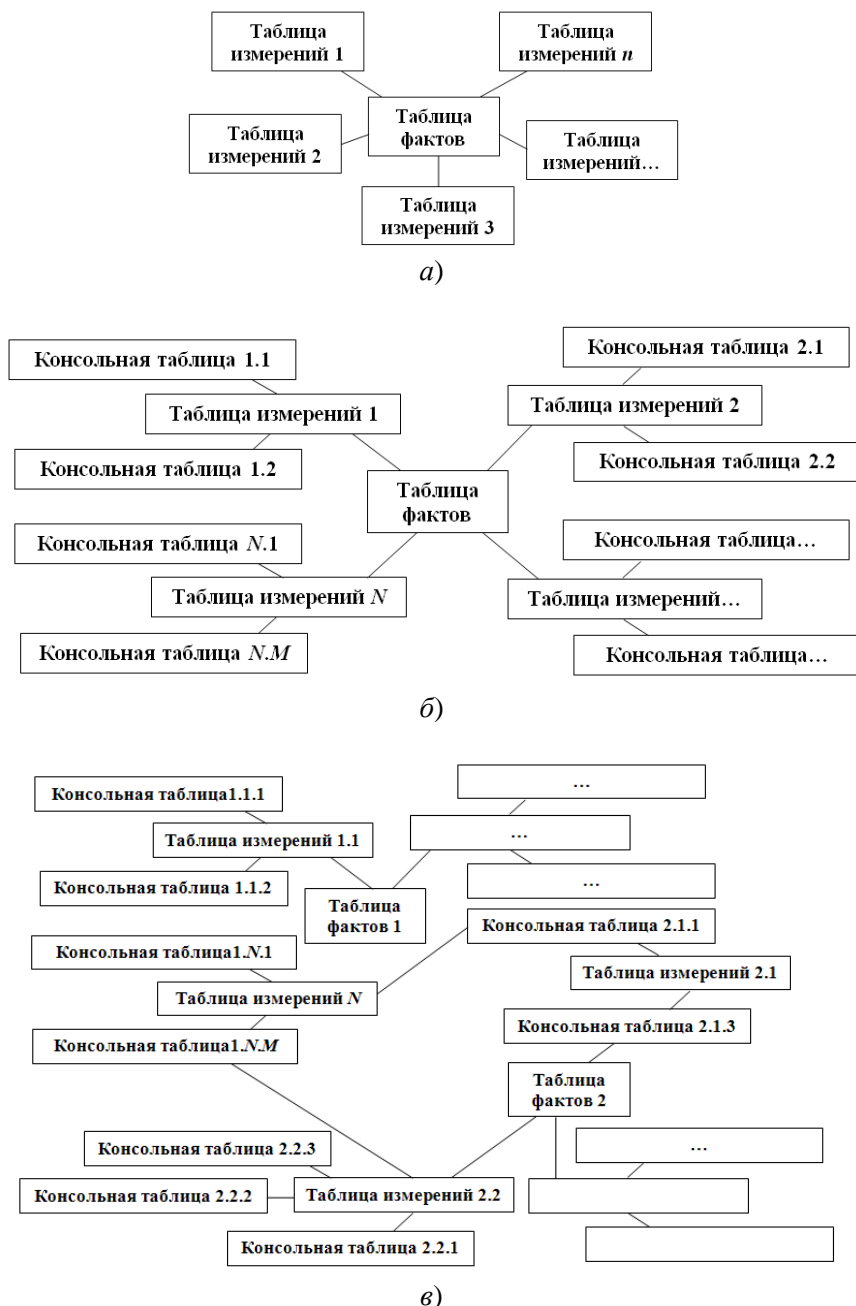 Таблица
измерений 1
Таблица
измерений n
Таблица
фактов
Таблица
измерений 2
Таблица
измерений…
Таблица
измерений 3
а)
Консольная таблица 1.1
Консольная таблица 2.1
Таблица измерений 1
Таблица измерений 2
Консольная таблица 1.2
Консольная таблица 2.2
Таблица
фактов
Консольная таблица N.1
Консольная таблица…
Таблица измерений N
Таблица измерений…
Консольная таблица N.M
Консольная таблица…
б)
Консольная таблица1.1.1
…
Таблица измерений 1.1
…
Консольная таблица 1.1.2
…
Таблица
фактов 1
Консольная таблица 2.1.1
Консольная таблица1.N.1
Таблица измерений 2.1
Таблица измерений N
Консольная таблица 2.1.3
Консольная таблица1.N.M
Таблица
фактов 2
Консольная таблица 2.2.3
…
Консольная таблица 2.2.2
Таблица измерений 2.2
Консольная таблица 2.2.1
в)